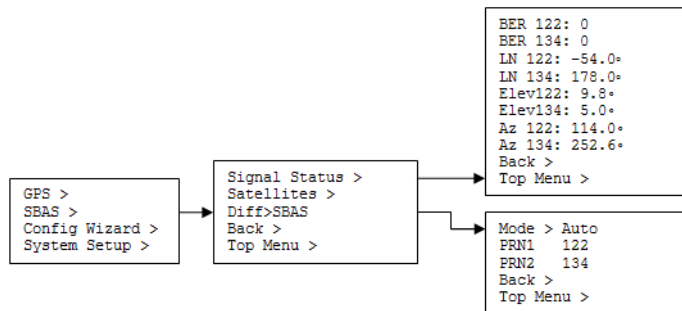 GPS >
SBAS >
Config Wizard >
System Setup >
Signal Status >
Satellites >
Diff>SBAS
Back >
Top Menu >
BER 122: 0
BER 134: 0
LN 122: -54.0°
LN 134: 178.0°
Elev122: 9.8°
Elev134: 5.0°
Az 122: 114.0°
Az 134: 252.6°
Back >
Top Menu >
Mode > Auto
PRN1 122
PRN2 134
Back >
Top Menu >